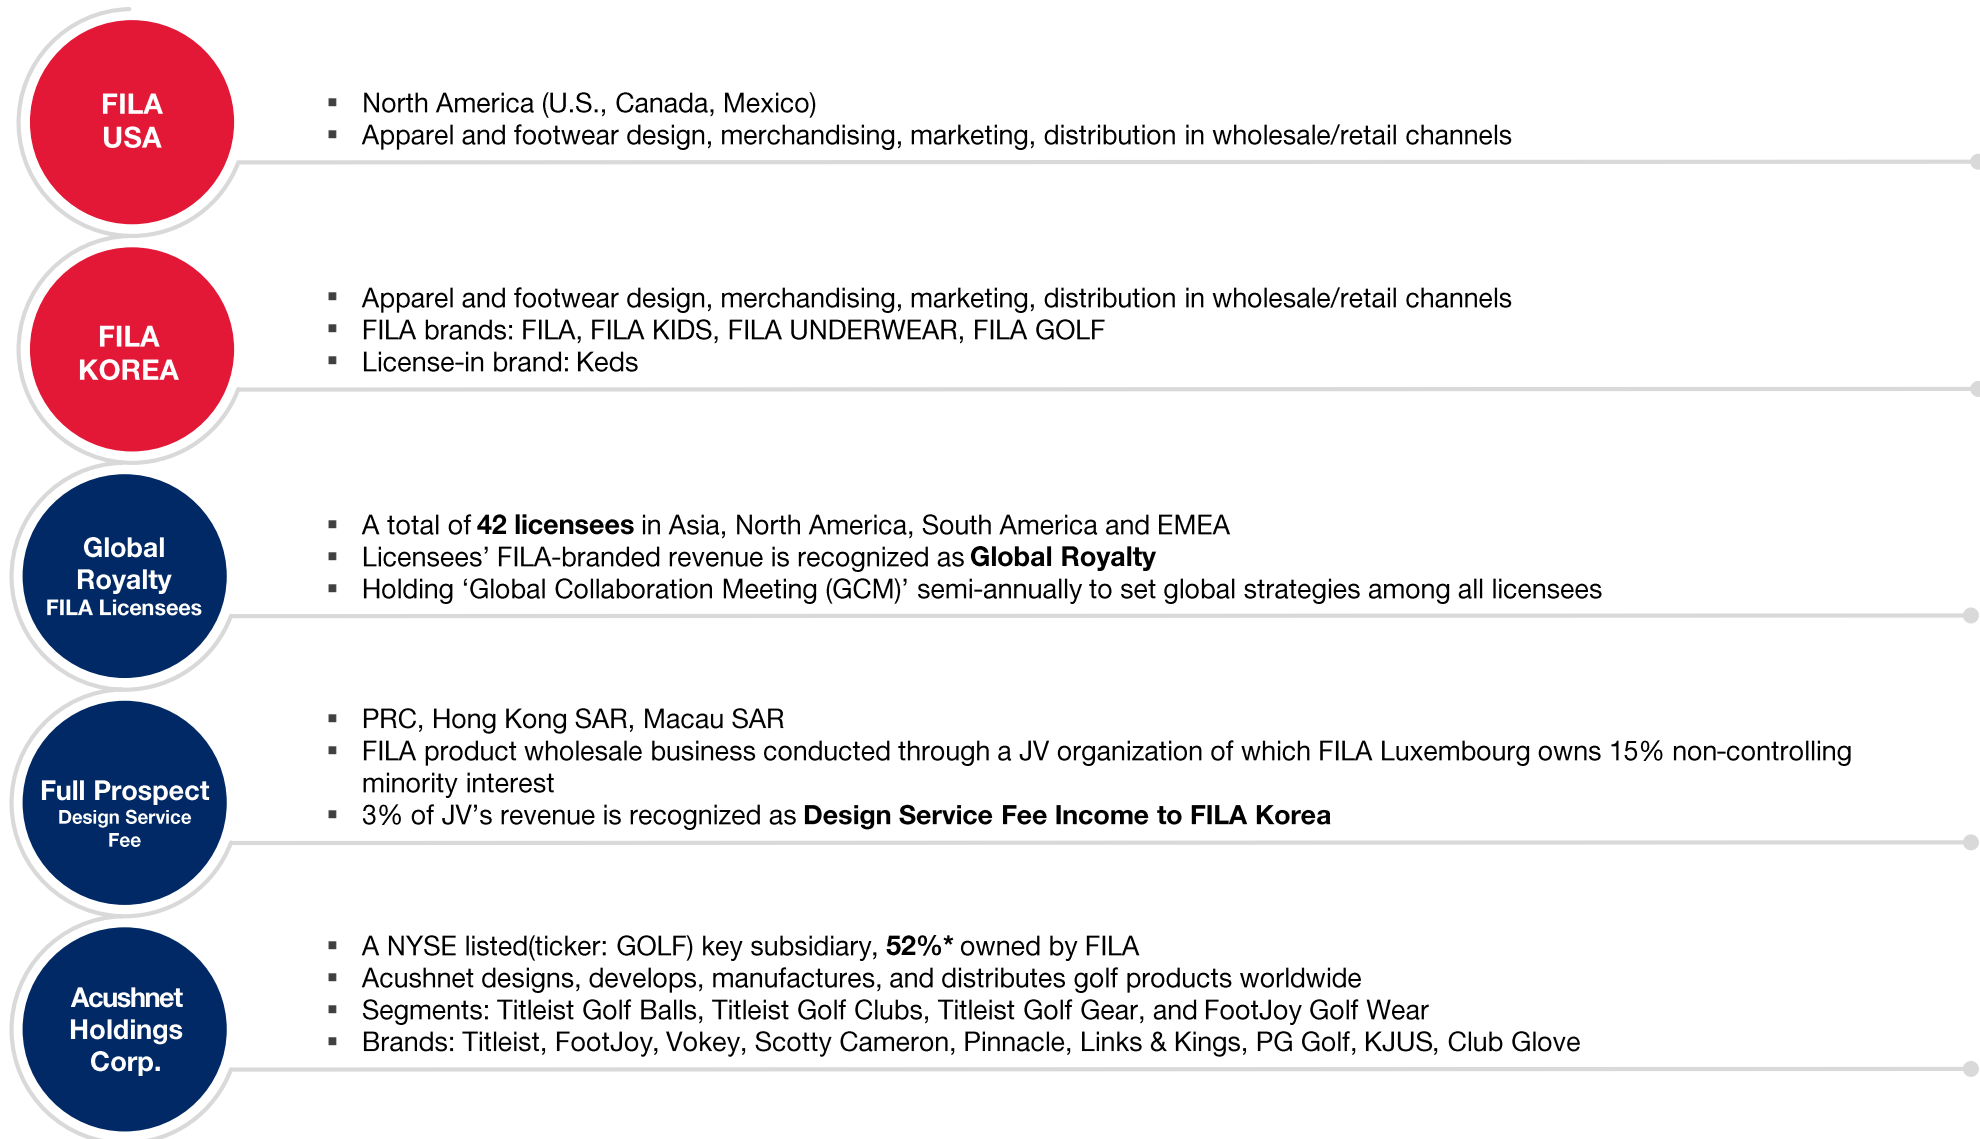 FILA
USA
▪ North America (U.S., Canada, Mexico)
▪ Apparel and footwear design, merchandising, marketing, distribution in wholesale/retail channels
FILA
KOREA
▪ Apparel and footwear design, merchandising, marketing, distribution in wholesale/retail channels
▪ FILA brands: FILA, FILA KIDS, FILA UNDERWEAR, FILA GOLF
▪ License-in brand: Keds
Global
Royalty
FILA Licensees
▪ A total of 42 licensees in Asia, North America, South America and EMEA
▪ Licensees’ FILA-branded revenue is recognized as Global Royalty
▪ Holding ‘Global Collaboration Meeting (GCM)’ semi-annually to set global strategies among all licensees
Full Prospect
Design Service
Fee
▪ PRC, Hong Kong SAR, Macau SAR
▪ FILA product wholesale business conducted through a JV organization of which FILA Luxembourg owns 15% non-controlling
minority interest
▪ 3% of JV’s revenue is recognized as Design Service Fee Income to FILA Korea
Acushnet
Holdings
Corp.
▪ A NYSE listed(ticker: GOLF) key subsidiary, 52%* owned by FILA
▪ Acushnet designs, develops, manufactures, and distributes golf products worldwide
▪ Segments: Titleist Golf Balls, Titleist Golf Clubs, Titleist Golf Gear, and FootJoy Golf Wear
▪ Brands: Titleist, FootJoy, Vokey, Scotty Cameron, Pinnacle, Links & Kings, PG Golf, KJUS, Club Glove